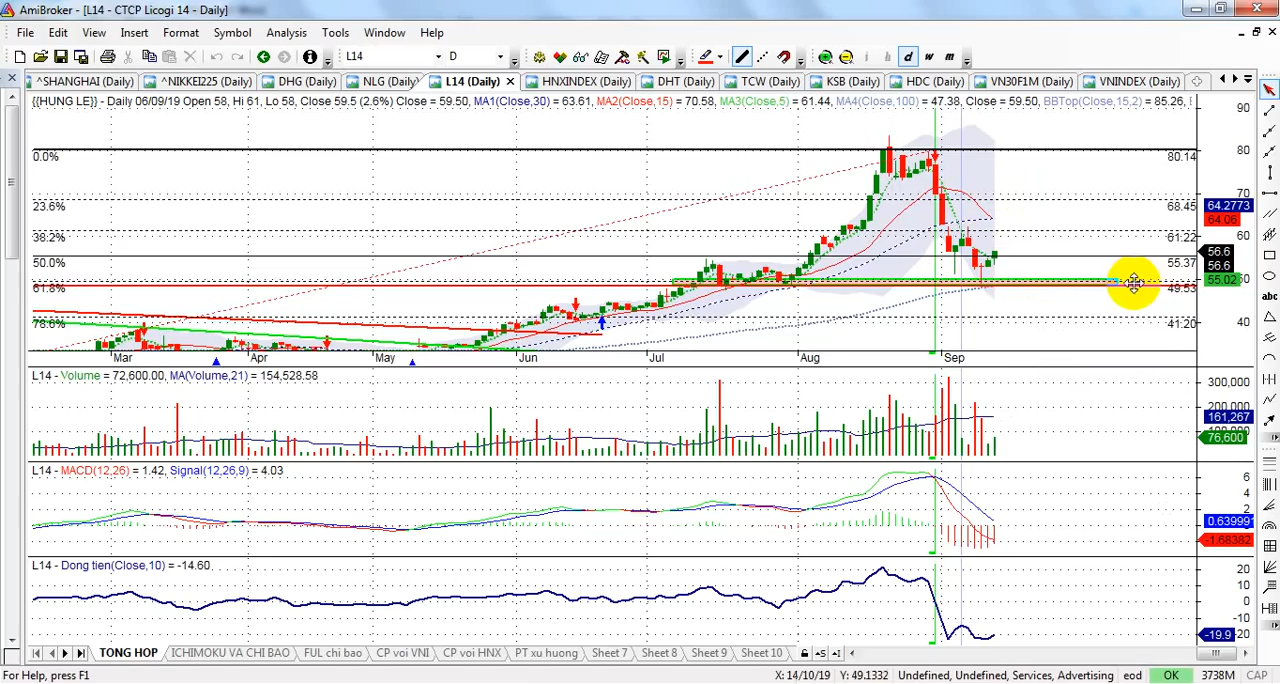 AmiBroker - [L14 - CTCP Licogi 14 - Daily]
File Edit View Insert Format Symbol Analysis Tools Window Help
L14 D d w m
^SHANGHAI (Daily) ^NIKKEI225 (Daily) DHG (Daily) NLG (Daily) L14 (Daily) HNXINDEX (Daily) DHT (Daily) TCW (Daily) KSB (Daily) HDC (Daily) VN30F1M (Daily) VNINDEX (Daily)
{{HUNG LE}} - Daily 06/09/19 Open 58, Hi 61, Lo 58, Close 59.5 (2.6%) Close = 59.50, MA1(Close,30) = 63.61, MA2(Close,15) = 70.58, MA3(Close,5) = 61.44, MA4(Close,100) = 47.38, Close = 59.50, BBTop(Close,15,2) = 85.26,
90
80
0.0% 80.14
70
23.6% 68.45
64.2773
64.06
60
38.2% 61.22
56.6
50.0% 55.37
56.6
50
55.02
61.8% 49.53
78.6% 41.20
40
Mar Apr May Jun Jul Aug Sep
L14 - Volume = 72,600.00, MA(Volume,21) = 154,528.58
300,000
200,000
161,267
76,600
L14 - MACD(12,26) = 1.42, Signal(12,26,9) = 4.03
6
4
2
0.639991
-1.68382
L14 - Dong tien(Close,10) = -14.60
20
10
0
-10
-20
-19.9
TONG HOP ICHIMOKU VA CHI BAO FUL chi bao CP voi VNI CP voi HNX PT xu huong Sheet 7 Sheet 8 Sheet 9 Sheet 10
For Help, press F1 X: 14/10/19 Y: 49.1332 Undefined, Undefined, Services, Advertising eod OK 3738M CAP
abc